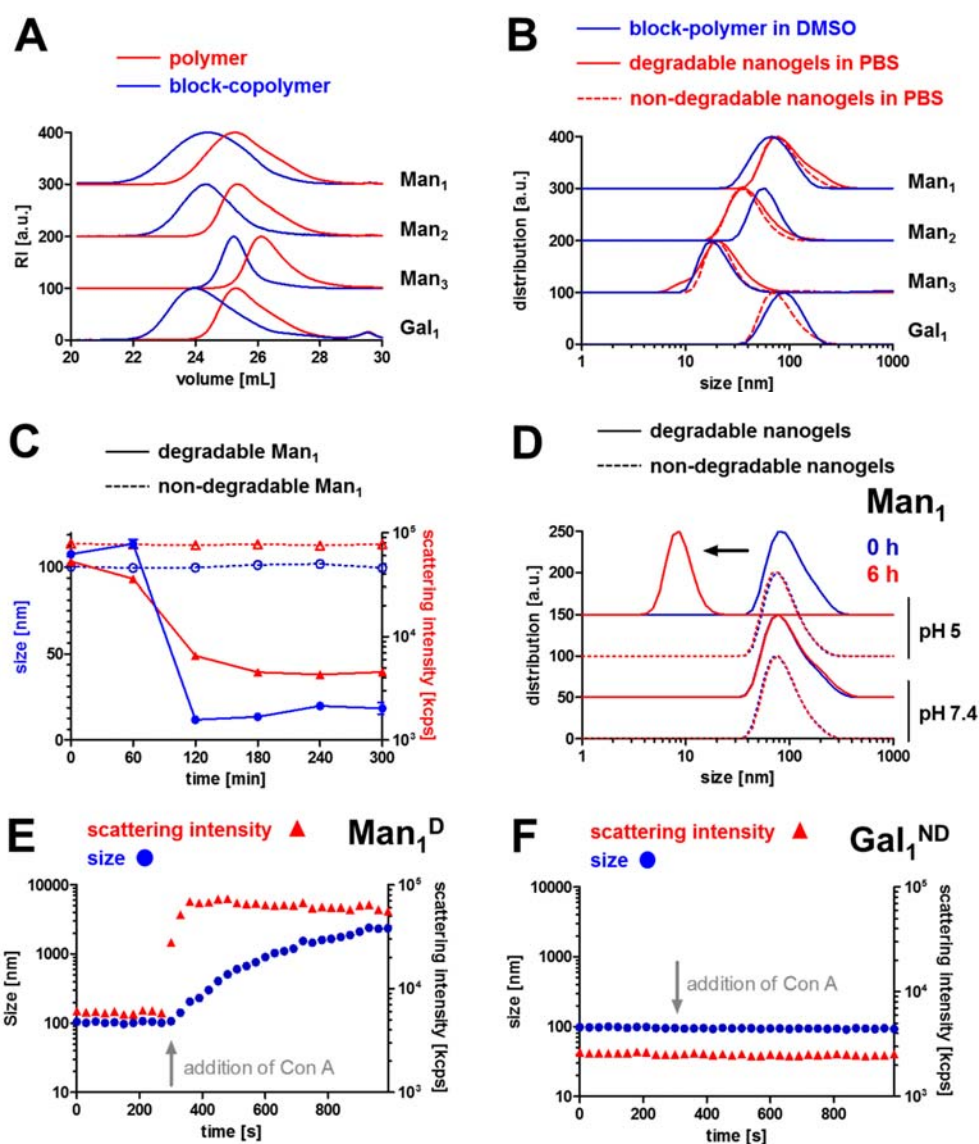 A
polymer
block-copolymer
RI [a.u.]
400
300
200
100
0
Man1
Man2
Man3
Gal1
20 22 24 26 28 30
volume [mL]
B
block-polymer in DMSO
degradable nanogels in PBS
non-degradable nanogels in PBS
distribution [a.u.]
400
300
200
100
0
Man1
Man2
Man3
Gal1
1 10 100 1000
size [nm]
C
degradable Man1
non-degradable Man1
size [nm]
100
50
0
10^5
10^4
10^3
scattering intensity [kcps]
0 60 120 180 240 300
time [min]
D
degradable nanogels
non-degradable nanogels
Man1
0 h
6 h
distribution [a.u.]
250
200
150
100
50
0
pH 5
pH 7.4
1 10 100 1000
size [nm]
E
scattering intensity
size
Man1^D
Size [nm]
10000
1000
100
10
10^5
10^4
10^3
scattering intensity [kcps]
addition of Con A
0 200 400 600 800
time [s]
F
scattering intensity
size
Gal1^ND
size [nm]
10000
1000
100
10
10^5
10^4
10^3
scattering intensity [kcps]
addition of Con A
0 200 400 600 800
time [s]